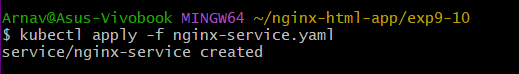 Arnav@Asus-Vivobook MINGW64 ~/nginx-html-app/exp9-10
$ kubectl apply -f nginx-service.yaml
service/nginx-service created